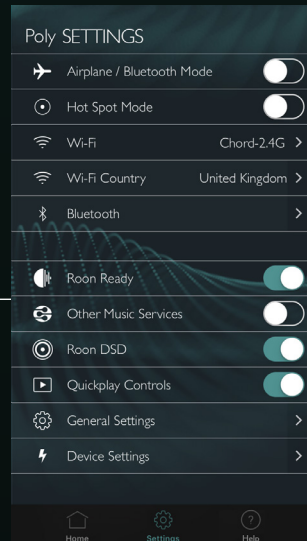 Poly SETTINGS
Airplane / Bluetooth Mode
Hot Spot Mode
Wi-Fi Chord-2.4G >
Wi-Fi Country United Kingdom >
Bluetooth >
Roon Ready
Other Music Services
Roon DSD
Quickplay Controls
General Settings >
Device Settings >
Home Settings Help